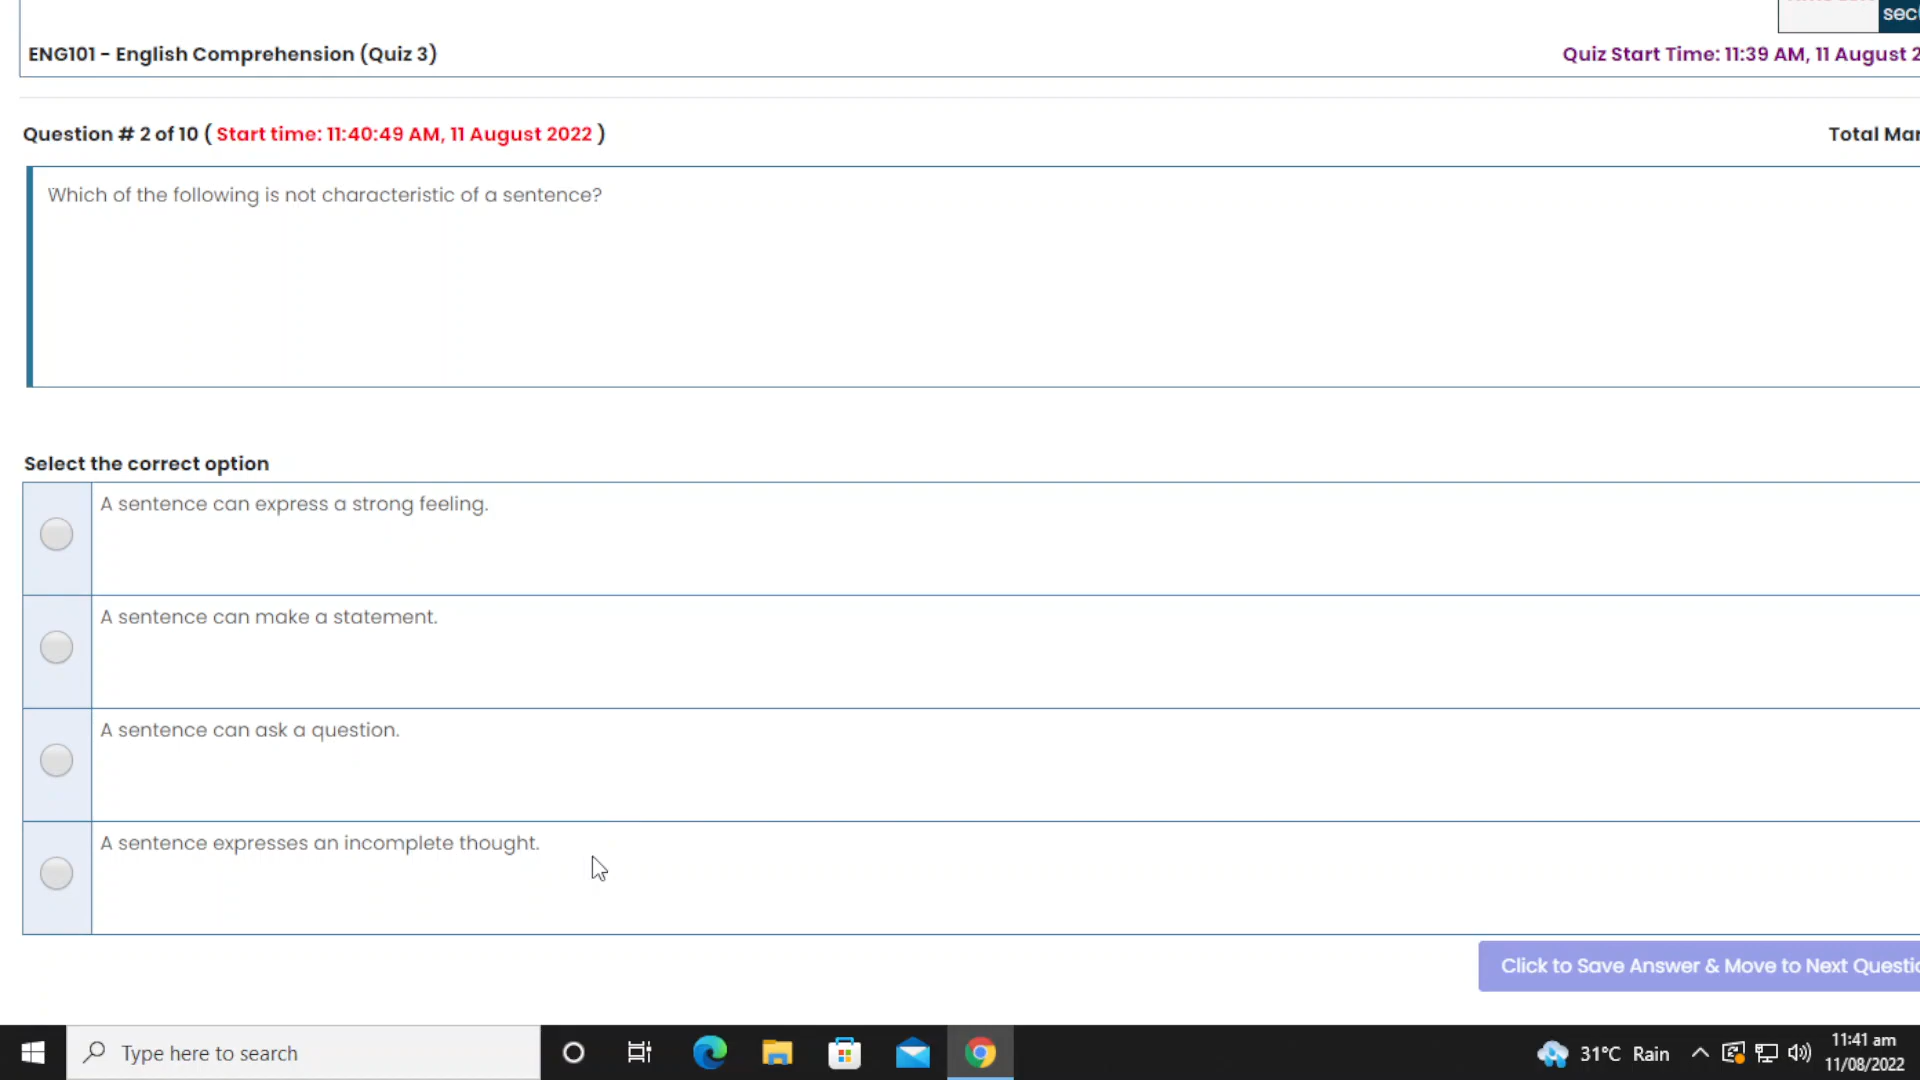 sec
ENG101 - English Comprehension (Quiz 3)
Quiz Start Time: 11:39 AM, 11 August 2
Question # 2 of 10 ( Start time: 11:40:49 AM, 11 August 2022 )
Total Mar
Which of the following is not characteristic of a sentence?
Select the correct option
A sentence can express a strong feeling.
A sentence can make a statement.
A sentence can ask a question.
A sentence expresses an incomplete thought.
Click to Save Answer & Move to Next Questio
Type here to search
31°C Rain
11:41 am
11/08/2022